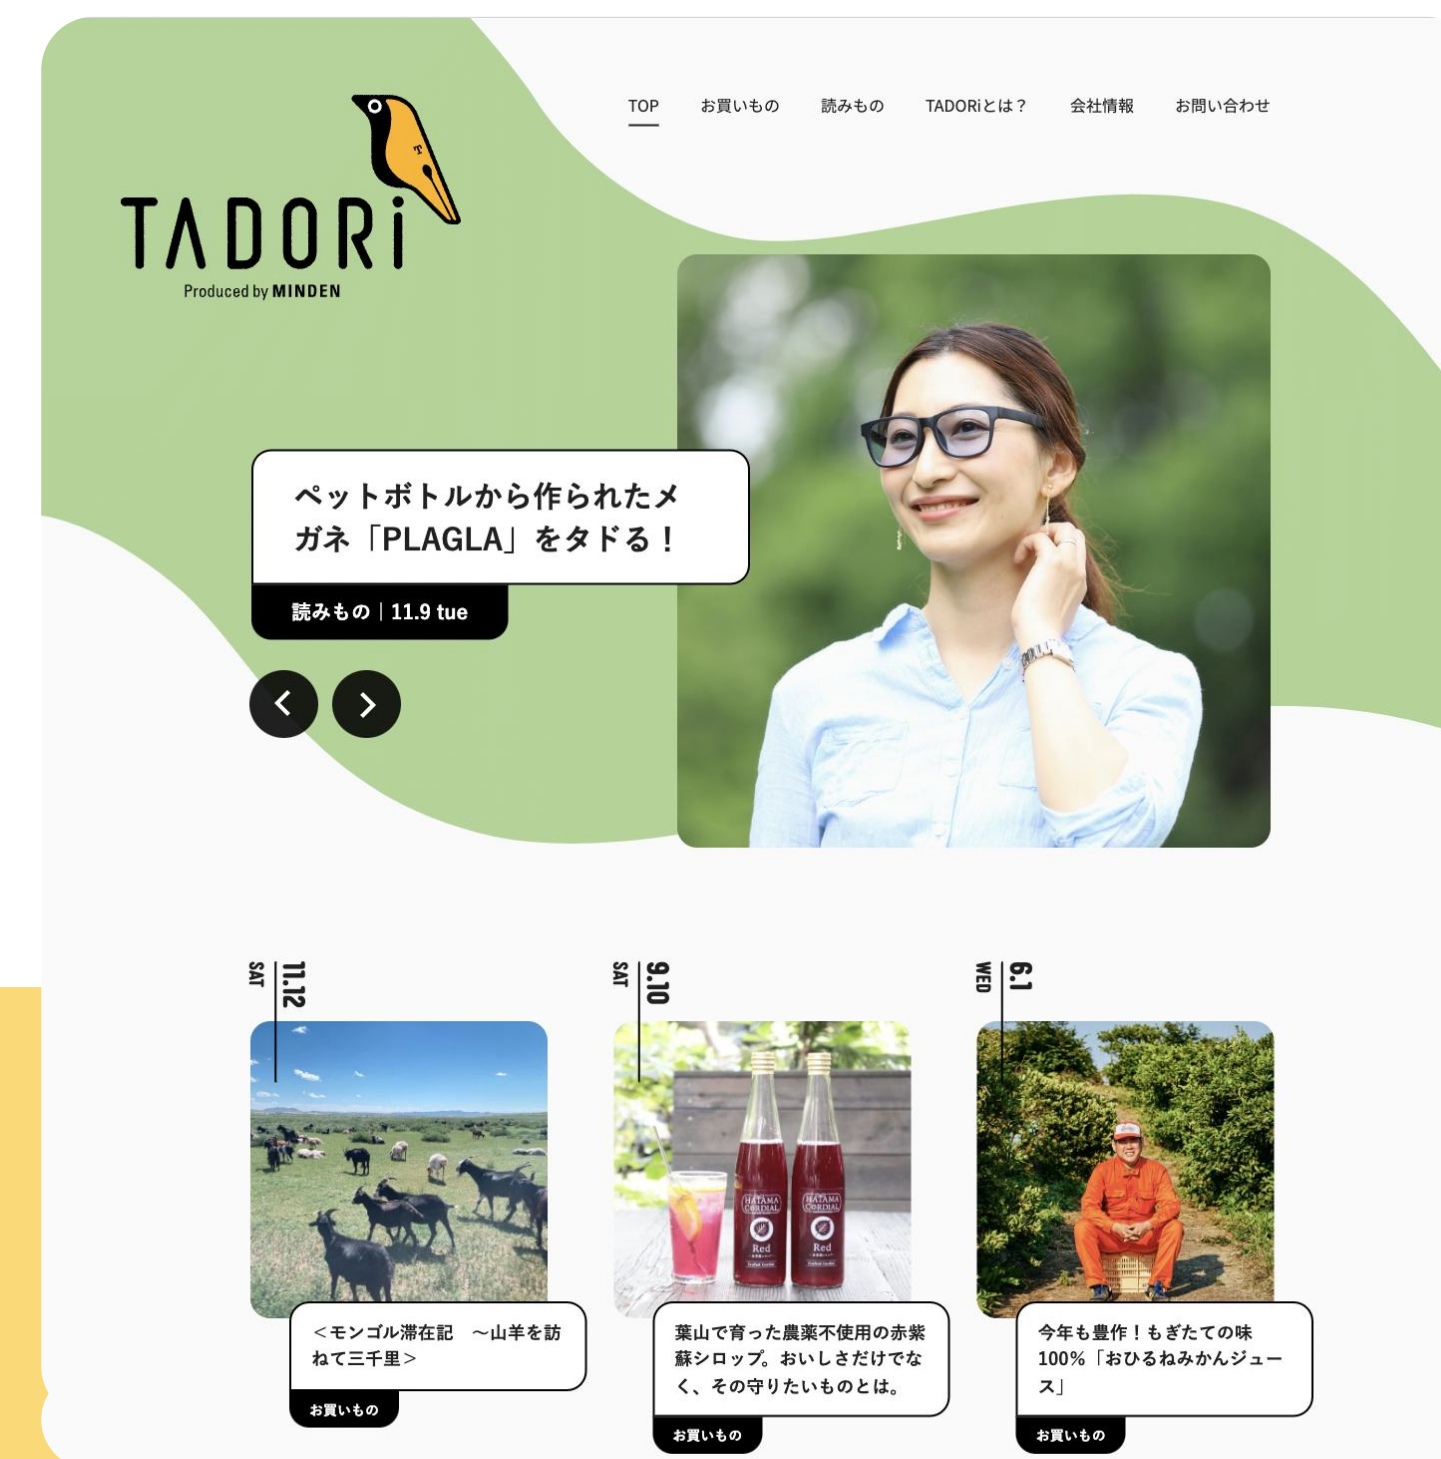 TADORi
Produced by MINDEN
TOP
お買いもの
読みもの
TADORiとは？
会社情報
お問い合わせ
T
ペットボトルから作られたメ
ガネ「PLAGLA」をタドる！
読みもの｜11.9 tue
11.12
SAT
＜モンゴル滞在記　〜山羊を訪
ねて三千里＞
お買いもの
9.10
SAT
HATAMA
CORDIAL
Red
HATAMA
CORDIAL
Red
葉山で育った農薬不使用の赤紫
蘇シロップ。おいしさだけでな
く、その守りたいものとは。
お買いもの
6.1
WED
今年も豊作！もぎたての味
100%「おひるねみかんジュー
ス」
お買いもの